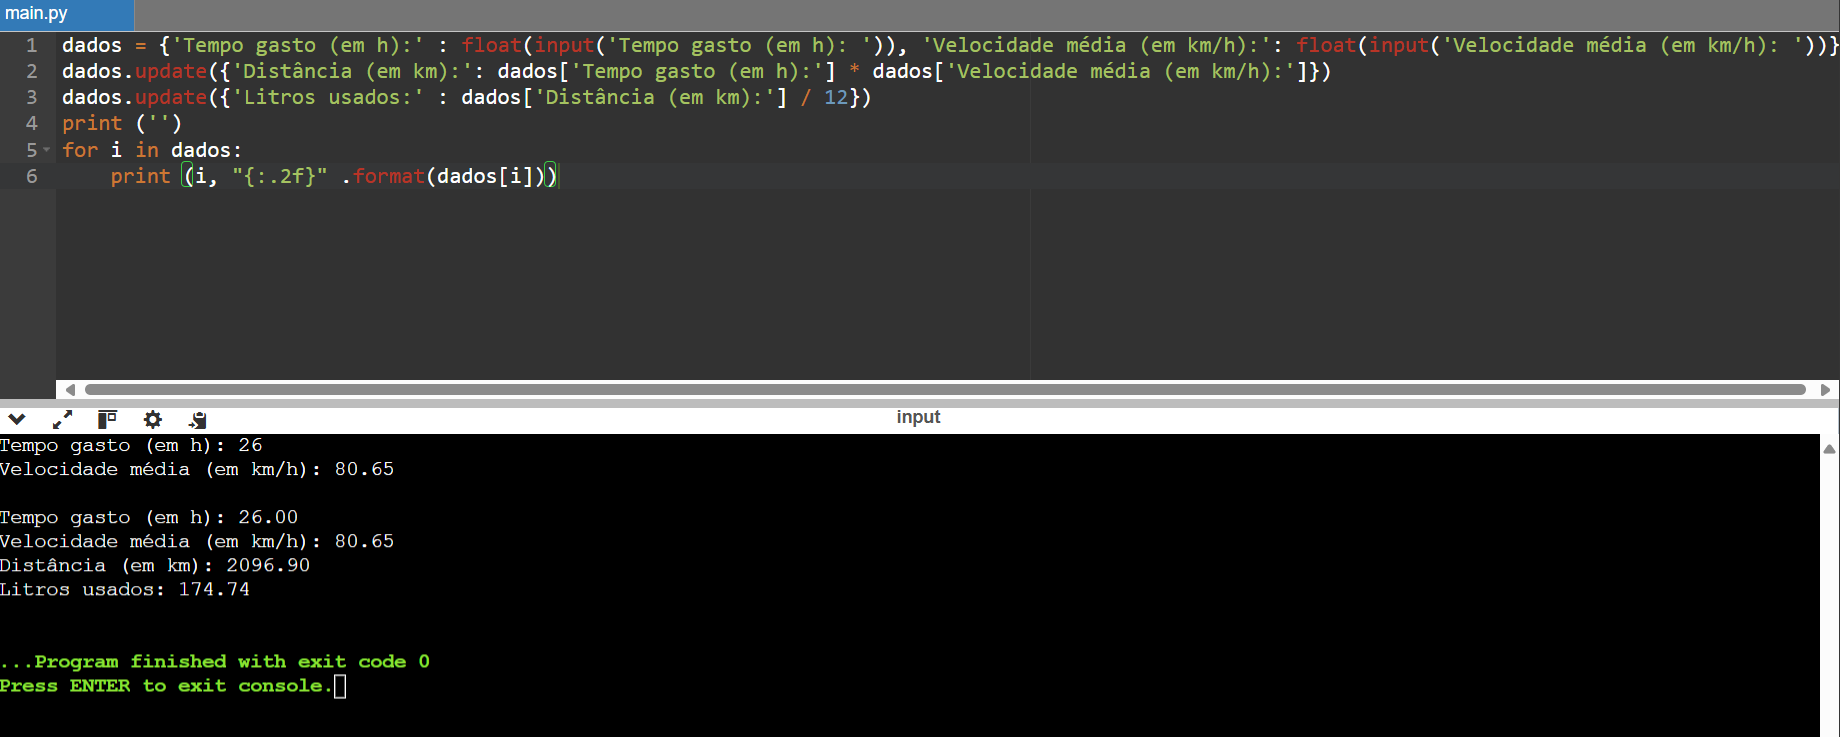 main.py
1 dados = {'Tempo gasto (em h):' : float(input('Tempo gasto (em h): ')), 'Velocidade média (em km/h):': float(input('Velocidade média (em km/h): '))}
2 dados.update({'Distância (em km):': dados['Tempo gasto (em h):'] * dados['Velocidade média (em km/h):']})
3 dados.update({'Litros usados:' : dados['Distância (em km):'] / 12})
4 print ('')
5 for i in dados:
6     print (i, "{:.2f}" .format(dados[i]))
input
Tempo gasto (em h): 26
Velocidade média (em km/h): 80.65
Tempo gasto (em h): 26.00
Velocidade média (em km/h): 80.65
Distância (em km): 2096.90
Litros usados: 174.74
...Program finished with exit code 0
Press ENTER to exit console.